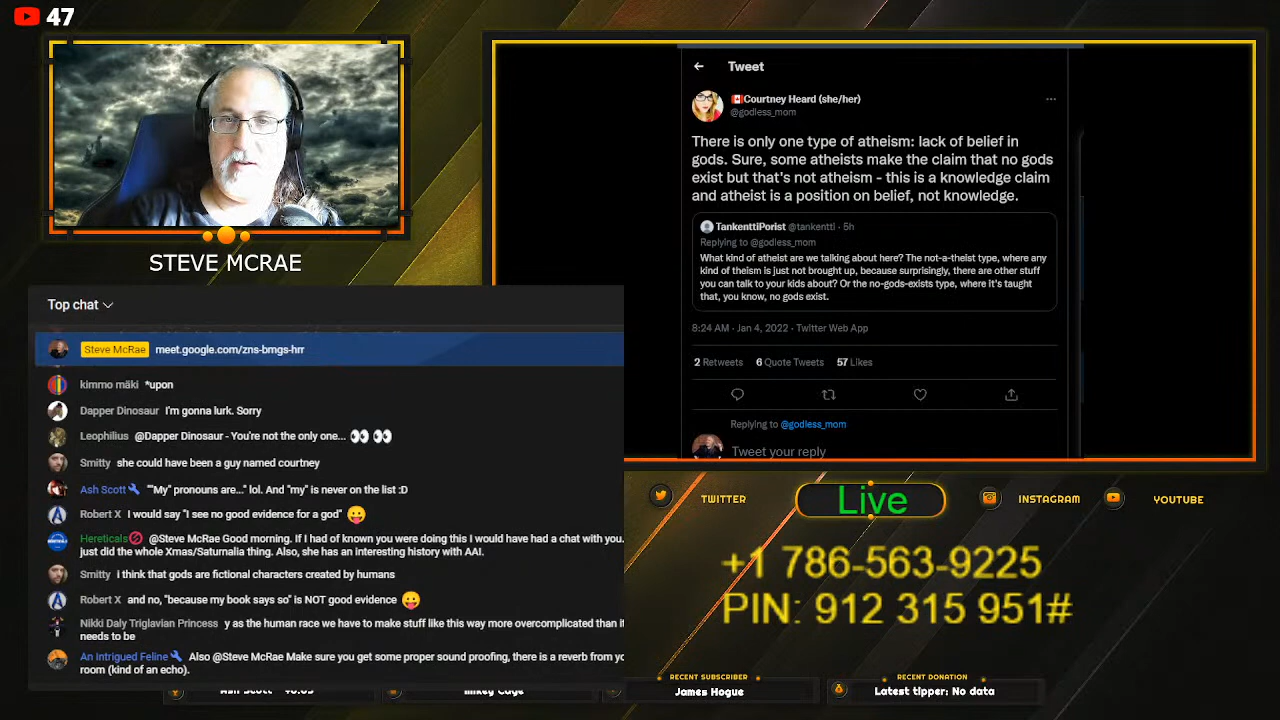 47
STEVE MCRAE
Top chat
Steve McRae meet.google.com/zns-bmgs-hrr
kimmo mäki *upon
Dapper Dinosaur I'm gonna lurk. Sorry
Leophilius @Dapper Dinosaur - You're not the only one... 👀 👀
Smitty she could have been a guy named courtney
Ash Scott ""My" pronouns are..." lol. And "my" is never on the list :D
Robert X I would say "I see no good evidence for a god" 😛
Hereticals @Steve McRae Good morning. If I had of known you were doing this I would have had a chat with you.
just did the whole Xmas/Saturnalia thing. Also, she has an interesting history with AAI.
Smitty i think that gods are fictional characters created by humans
Robert X and no, "because my book says so" is NOT good evidence 😛
Nikki Daly Triglavian Princess y as the human race we have to make stuff like this way more overcomplicated than it
needs to be
An Intrigued Feline Also @Steve McRae Make sure you get some proper sound proofing, there is a reverb from
room (kind of an echo).
Tweet
🇨🇦Courtney Heard (she/her)
@godless_mom
There is only one type of atheism: lack of belief in
gods. Sure, some atheists make the claim that no gods
exist but that's not atheism - this is a knowledge claim
and atheist is a position on belief, not knowledge.
TankenttiPorist @tankentti · 5h
Replying to @godless_mom
What kind of atheist are we talking about here? The not-a-theist type, where any
kind of theism is just not brought up, because surprisingly, there are other stuff
you can talk to your kids about? Or the no-gods-exists type, where it's taught
that, you know, no gods exist.
8:24 AM · Jan 4, 2022 · Twitter Web App
2 Retweets 6 Quote Tweets 57 Likes
Replying to @godless_mom
Tweet your reply
TWITTER
Live
INSTAGRAM
YOUTUBE
+1 786-563-9225
PIN: 912 315 951#
RECENT SUBSCRIBER
James Hogue
RECENT DONATION
Latest tipper: No data